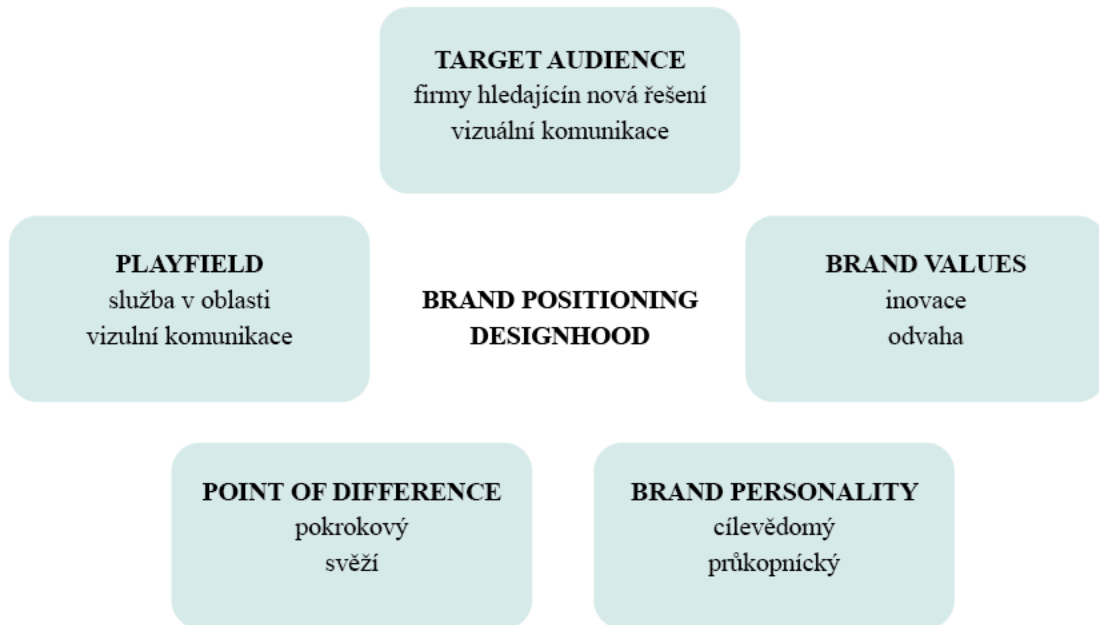 TARGET AUDIENCE
firmy hledajícín nová řešení
vizuální komunikace
PLAYFIELD
služba v oblasti
vizulní komunikace
BRAND POSITIONING
DESIGNHOOD
BRAND VALUES
inovace
odvaha
POINT OF DIFFERENCE
pokrokový
svěží
BRAND PERSONALITY
cílevědomý
průkopnícký